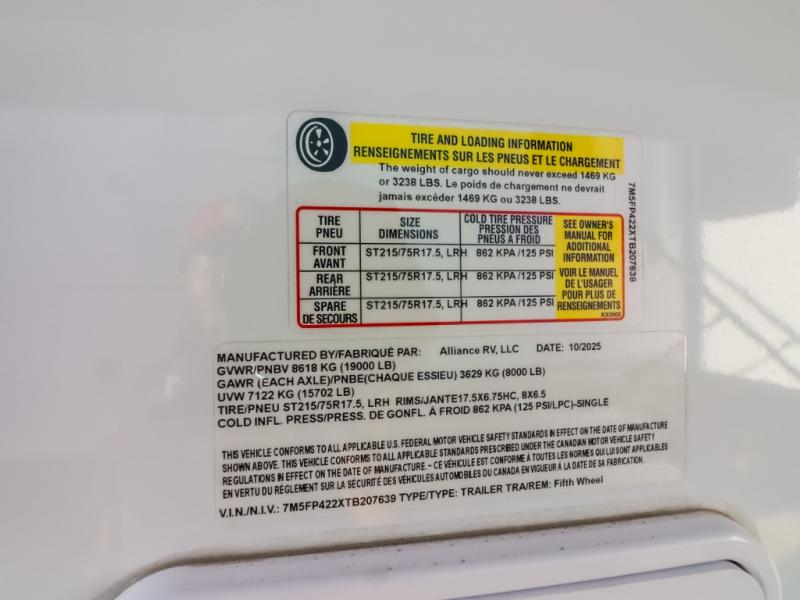 TIRE AND LOADING INFORMATION
RENSEIGNEMENTS SUR LES PNEUS ET LE CHARGEMENT
The weight of cargo should never exceed 1469 KG
or 3238 LBS. Le poids de chargement ne devrait
jamais excéder 1469 KG ou 3238 LBS.
TIRE
PNEU
SIZE
DIMENSIONS
COLD TIRE PRESSURE
PRESSION DES
PNEUS A FROID
FRONT
AVANT
ST215/75R17.5, LRH
862 KPA /125 PSI
REAR
ARRIÈRE
ST215/75R17.5, LRH
862 KPA /125 PSI
SPARE
DE SECOURS
ST215/75R17.5, LRH
862 KPA /125 PSI
SEE OWNER'S
MANUAL FOR
ADDITIONAL
INFORMATION
VOIR LE MANUEL
DE L'USAGER
POUR PLUS DE
RENSEIGNEMENTS
7M5FP422XTB207639
MANUFACTURED BY/FABRIQUÉ PAR: Alliance RV, LLC DATE: 10/2025
GVWR/PNBV 8618 KG (19000 LB)
GAWR (EACH AXLE)/PNBE(CHAQUE ESSIEU) 3629 KG (8000 LB)
UVW 7122 KG (15702 LB)
TIRE/PNEU ST215/75R17.5, LRH RIMS/JANTE17.5X6.75HC, 8X6.5
COLD INFL. PRESS/PRESS. DE GONFL. À FROID 862 KPA (125 PSI/LPC)-SINGLE
THIS VEHICLE CONFORMS TO ALL APPLICABLE U.S. FEDERAL MOTOR VEHICLE SAFETY STANDARDS IN EFFECT ON THE DATE OF MANUFACTURE
SHOWN ABOVE. THIS VEHICLE CONFORMS TO ALL APPLICABLE STANDARDS PRESCRIBED UNDER THE CANADIAN MOTOR VEHICLE SAFETY
REGULATIONS IN EFFECT ON THE DATE OF MANUFACTURE. - CE VÉHICULE EST CONFORME A TOUTES LES NORMES QUI LUI SONT APPLICABLES
EN VERTU DU RÈGLEMENT SUR LA SÉCURITÉ DES VÉHICULES AUTOMOBILES DU CANADA EN VIGUEUR A LA DATE DE SA FABRICATION.
V.I.N./N.I.V.: 7M5FP422XTB207639 TYPE/TYPE: TRAILER TRA/REM: Fifth Wheel